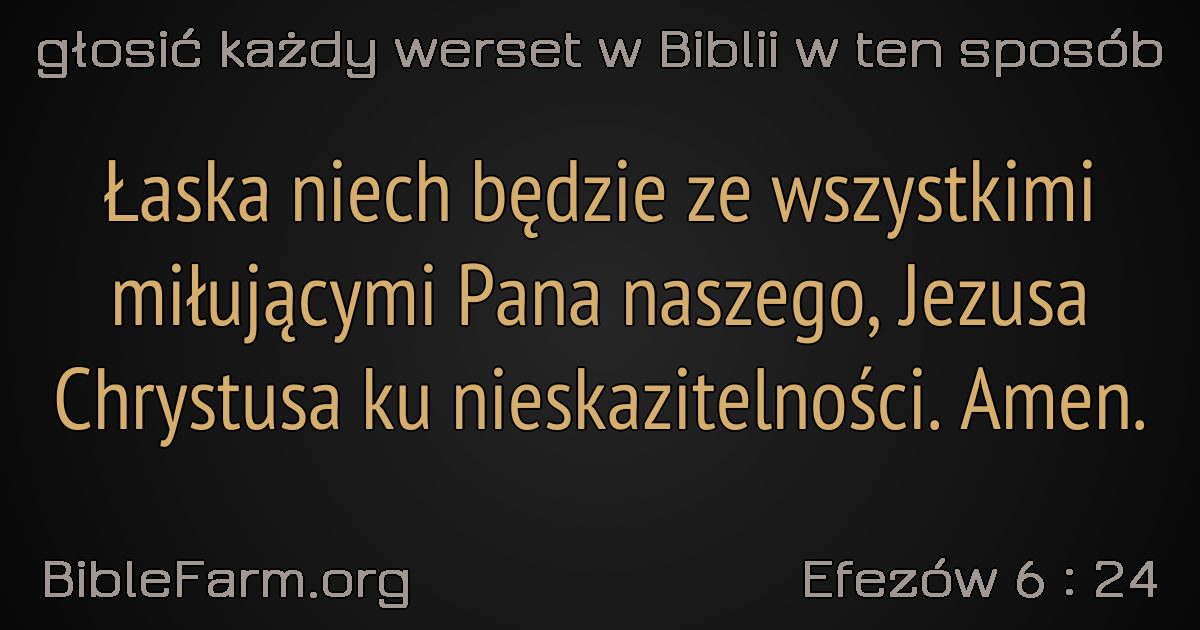 głosić każdy werset w Biblii w ten sposób
Łaska niech będzie ze wszystkimi
miłującymi Pana naszego, Jezusa
Chrystusa ku nieskazitelności. Amen.
BibleFarm.org
Efezów 6 : 24